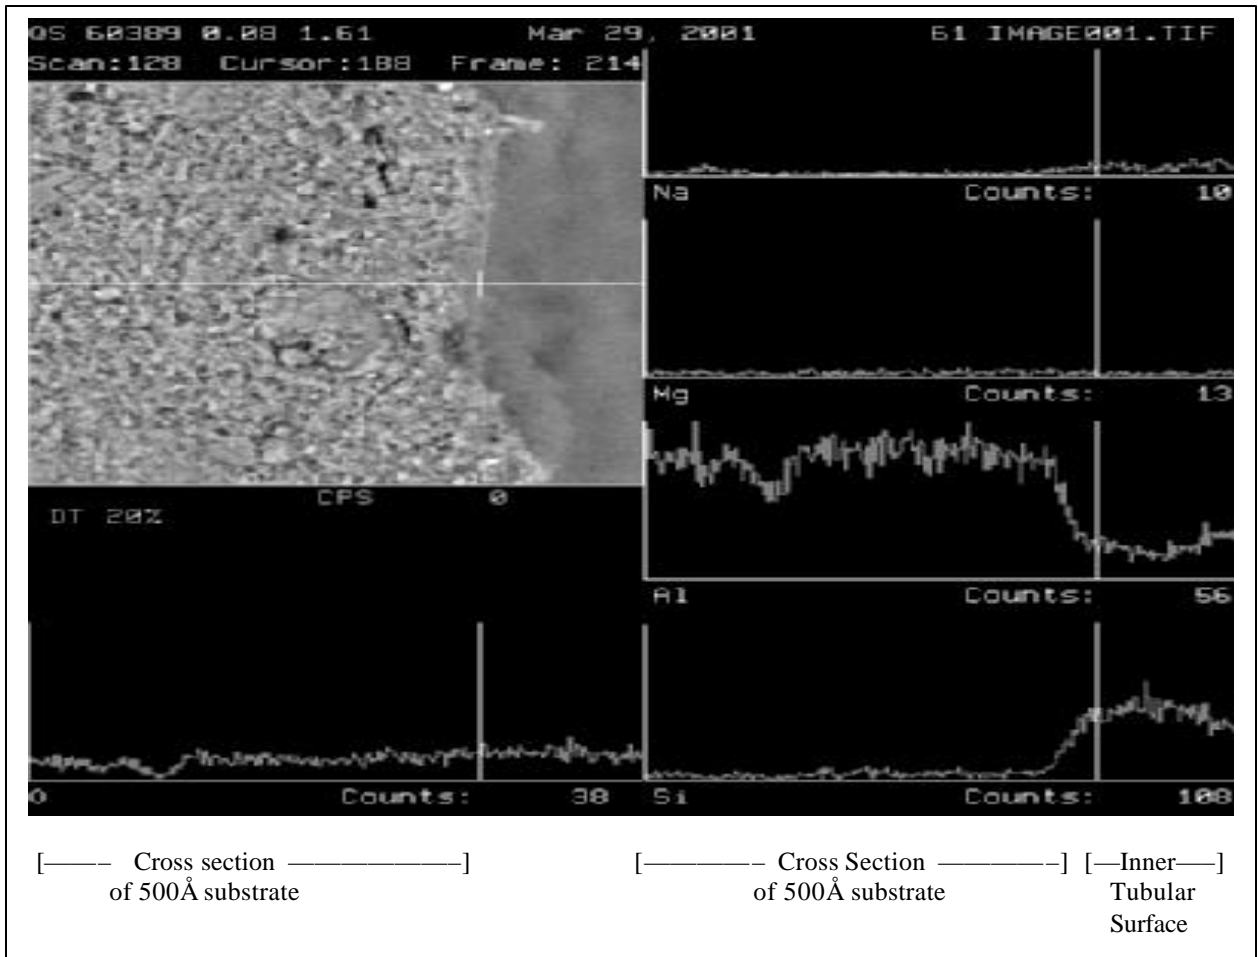 QS 60389 0.08 1.61 Mar 29, 2001 61 IMAGE001.TIF
Scan:128 Cursor:188 Frame: 214
Na Counts: 10
Mg Counts: 13
CPS 0
DT 20%
Al Counts: 56
O Counts: 38 Si Counts: 108
[——– Cross section ———————–] [————– Cross Section ————–] [—Inner—–]
of 500Å substrate of 500Å substrate Tubular
Surface